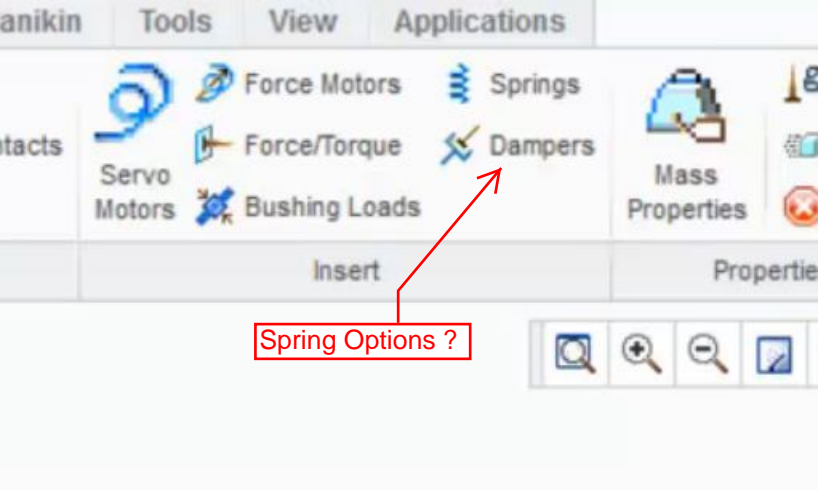 anikin Tools View Applications
Force Motors Springs
tacts Force/Torque Dampers
Servo Motors Bushing Loads
Mass Properties
Insert Propertie
Spring Options ?